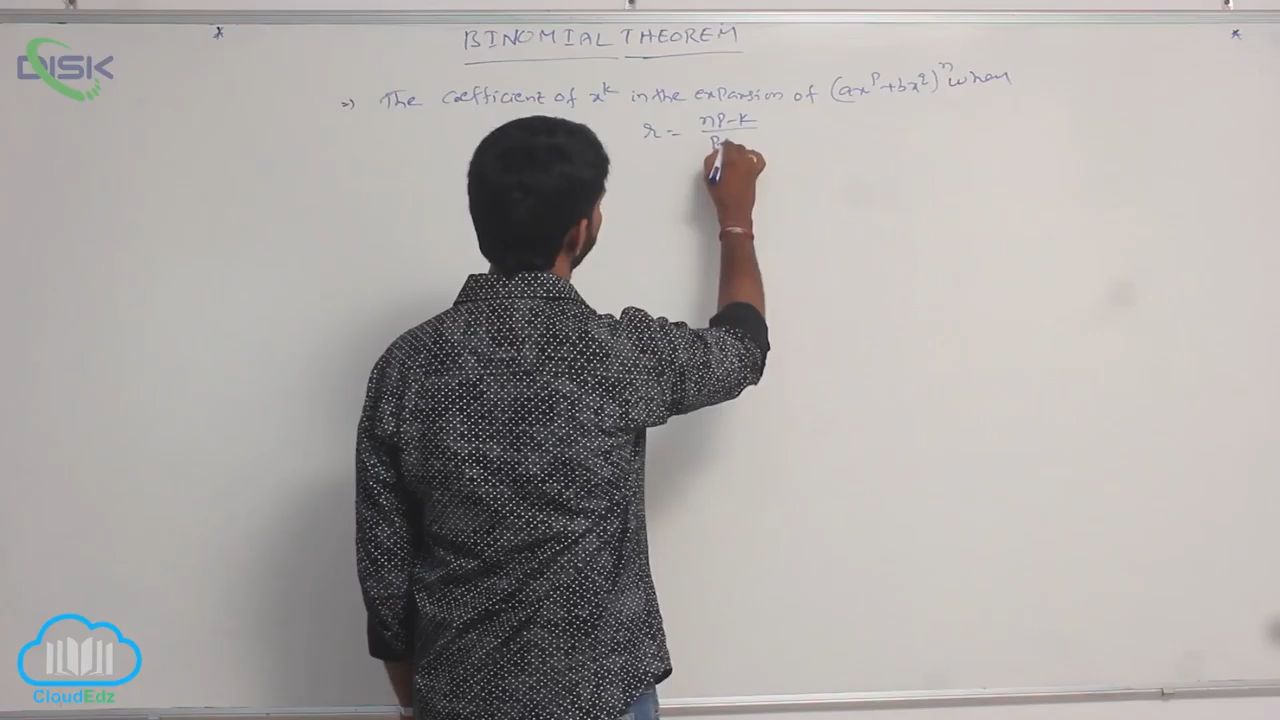 DISK
BINOMIAL THEOREM
=> The coefficient of x^k in the expansion of (ax^p + bx^q)^n when
r = np-k / p
CloudEdz